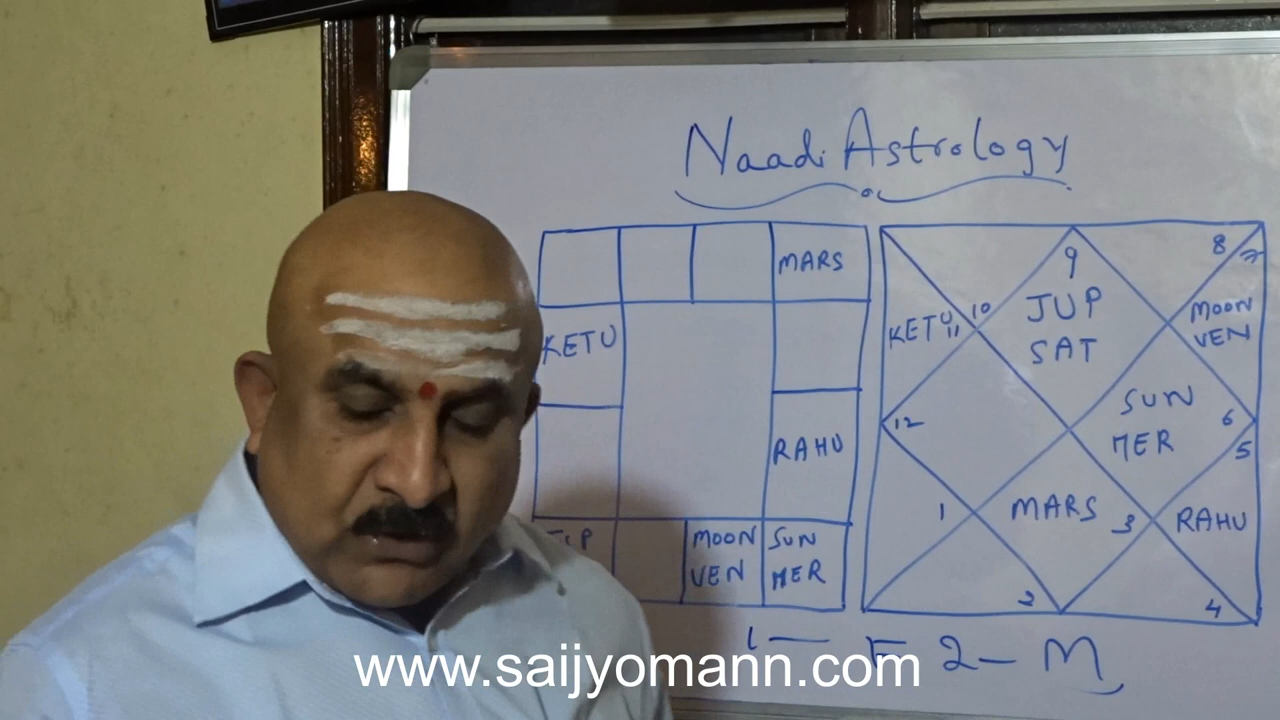 Naadi Astrology
MARS
KETU
RAHU
MOON
VEN
SUN
MER
9
JUP
SAT
8
7
MOON
VEN
KETU
10
11
12
SUN
MER
6
5
1
MARS
3
RAHU
2
4
2 - M
www.saijyomann.com